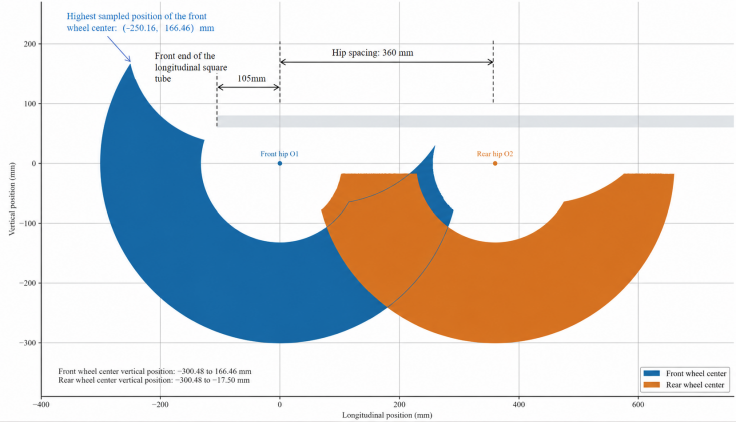 Highest sampled position of the front
wheel center: (−250.16, 166.46) mm
Front end of the
longitudinal square
tube
105mm
Hip spacing: 360 mm
Front hip O1
Rear hip O2
Vertical position (mm)
200
100
0
−100
−200
−300
Front wheel center vertical position: −300.48 to 166.46 mm
Rear wheel center vertical position: −300.48 to −17.50 mm
Front wheel center
Rear wheel center
−400
−200
0
200
400
600
Longitudinal position (mm)